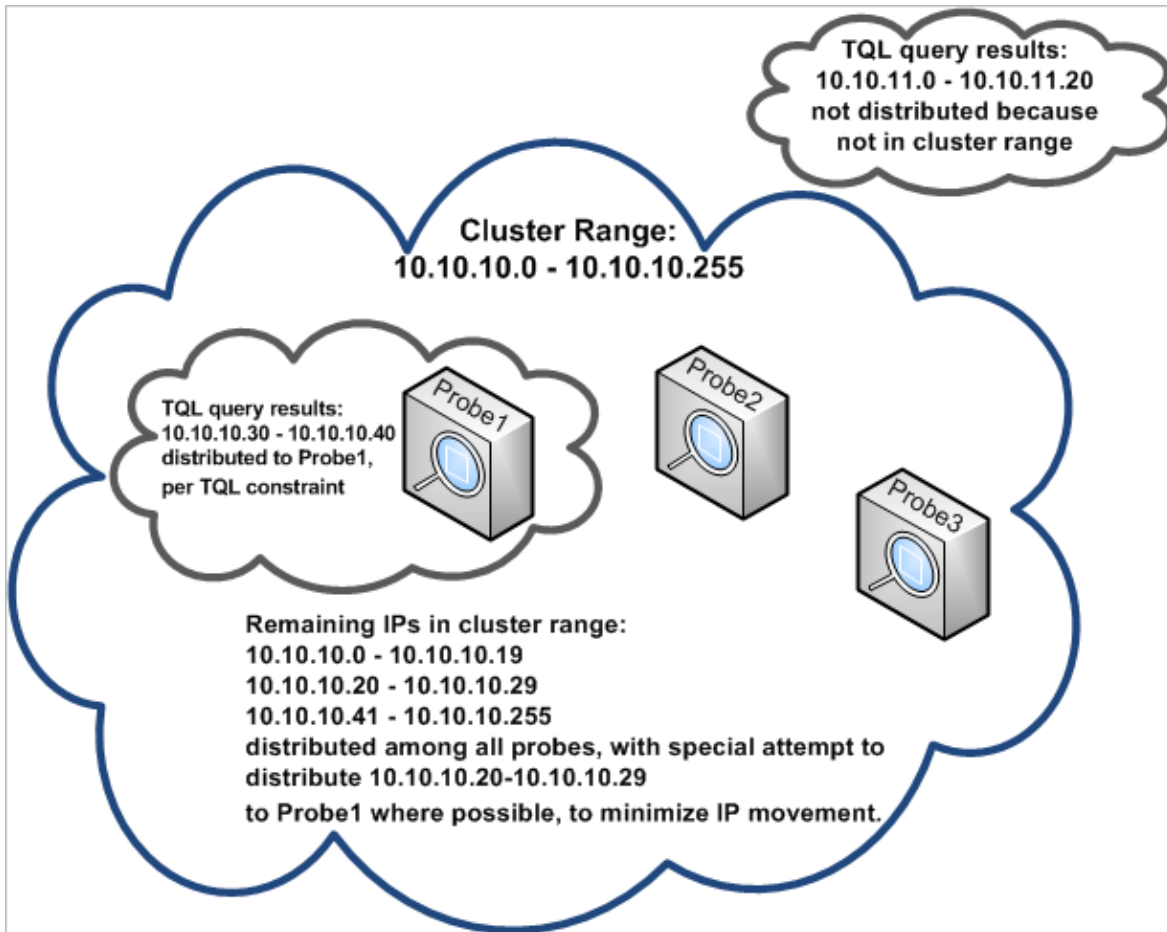 TQL query results:
10.10.11.0 - 10.10.11.20
not distributed because
not in cluster range
Cluster Range:
10.10.10.0 - 10.10.10.255
TQL query results:
10.10.10.30 - 10.10.10.40
distributed to Probe1,
per TQL constraint
Probe1
Probe2
Probe3
Remaining IPs in cluster range:
10.10.10.0 - 10.10.10.19
10.10.10.20 - 10.10.10.29
10.10.10.41 - 10.10.10.255
distributed among all probes, with special attempt to
distribute 10.10.10.20-10.10.10.29
to Probe1 where possible, to minimize IP movement.